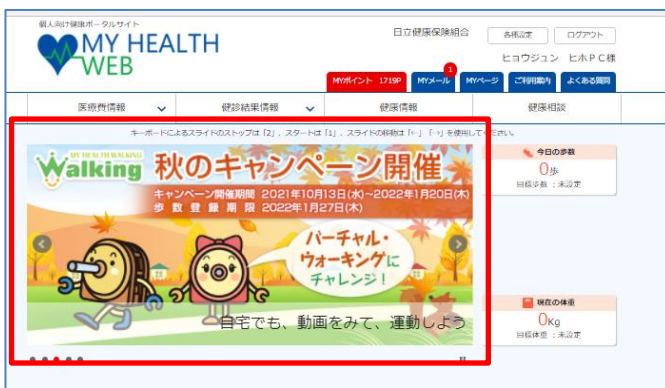 個人向け健康ポータルサイト
MY HEALTH
WEB
日立健康保険組合
各種設定
ログアウト
ヒョウジュン ヒホPC様
MYポイント 1719P
MYメール
1
MYページ
ご利用案内
よくある質問
医療費情報
健診結果情報
健康情報
健康相談
キーボードによるスライドのストップは「2」、スタートは「1」、スライドの移動は「←」「→」を使用してください。
MY HEALTH WALKING
Walking
秋のキャンペーン開催
キャンペーン開催期間 2021年10月13日(水)~2022年1月20日(木)
歩数登録期限 2022年1月27日(木)
バーチャル・
ウォーキングに
チャレンジ!
自宅でも、動画をみて、運動しよう
今日の歩数
0歩
目標歩数 : 未設定
現在の体重
0Kg
目標体重 : 未設定